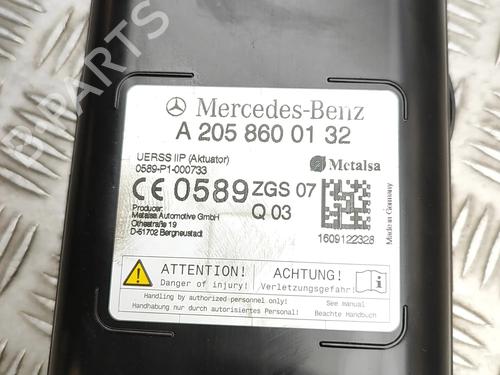 Mercedes-Benz
A 205 860 01 32
UERSS IIP (Aktuator)
0589-P1-000733
Metalsa
CE 0589 ZGS 07
Q 03
Producer:
Metalsa Automotive GmbH
Othestraße 19
D-51702 Bergneustadt
1609122328
Made in Germany
ATTENTION!
Danger of injury!
ACHTUNG!
Verletzungsgefahr!
Handling by authorized personnel only!
Handhabung nur durch autorisiertes Personal!
See manual
Beachte Handbuch